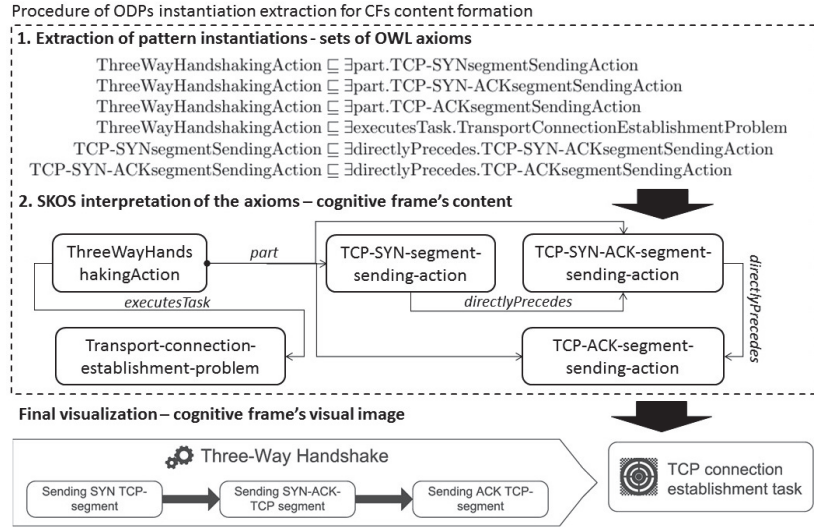 Procedure of ODPs instantiation extraction for CFs content formation
1. Extraction of pattern instantiations - sets of OWL axioms
ThreeWayHandshakingAction ⊑ ∃part.TCP-SYNsegmentSendingAction
ThreeWayHandshakingAction ⊑ ∃part.TCP-SYN-ACKsegmentSendingAction
ThreeWayHandshakingAction ⊑ ∃part.TCP-ACKsegmentSendingAction
ThreeWayHandshakingAction ⊑ ∃executesTask.TransportConnectionEstablishmentProblem
TCP-SYNsegmentSendingAction ⊑ ∃directlyPrecedes.TCP-SYN-ACKsegmentSendingAction
TCP-SYN-ACKsegmentSendingAction ⊑ ∃directlyPrecedes.TCP-ACKsegmentSendingAction
2. SKOS interpretation of the axioms – cognitive frame's content
ThreeWayHands
hakingAction
part
TCP-SYN-segment-
sending-action
TCP-SYN-ACK-segment-
sending-action
directlyPrecedes
executesTask
directlyPrecedes
Transport-connection-
establishment-problem
TCP-ACK-segment-
sending-action
Final visualization – cognitive frame's visual image
Three-Way Handshake
Sending SYN TCP-
segment
Sending SYN-ACK-
TCP segment
Sending ACK TCP-
segment
TCP connection
establishment task